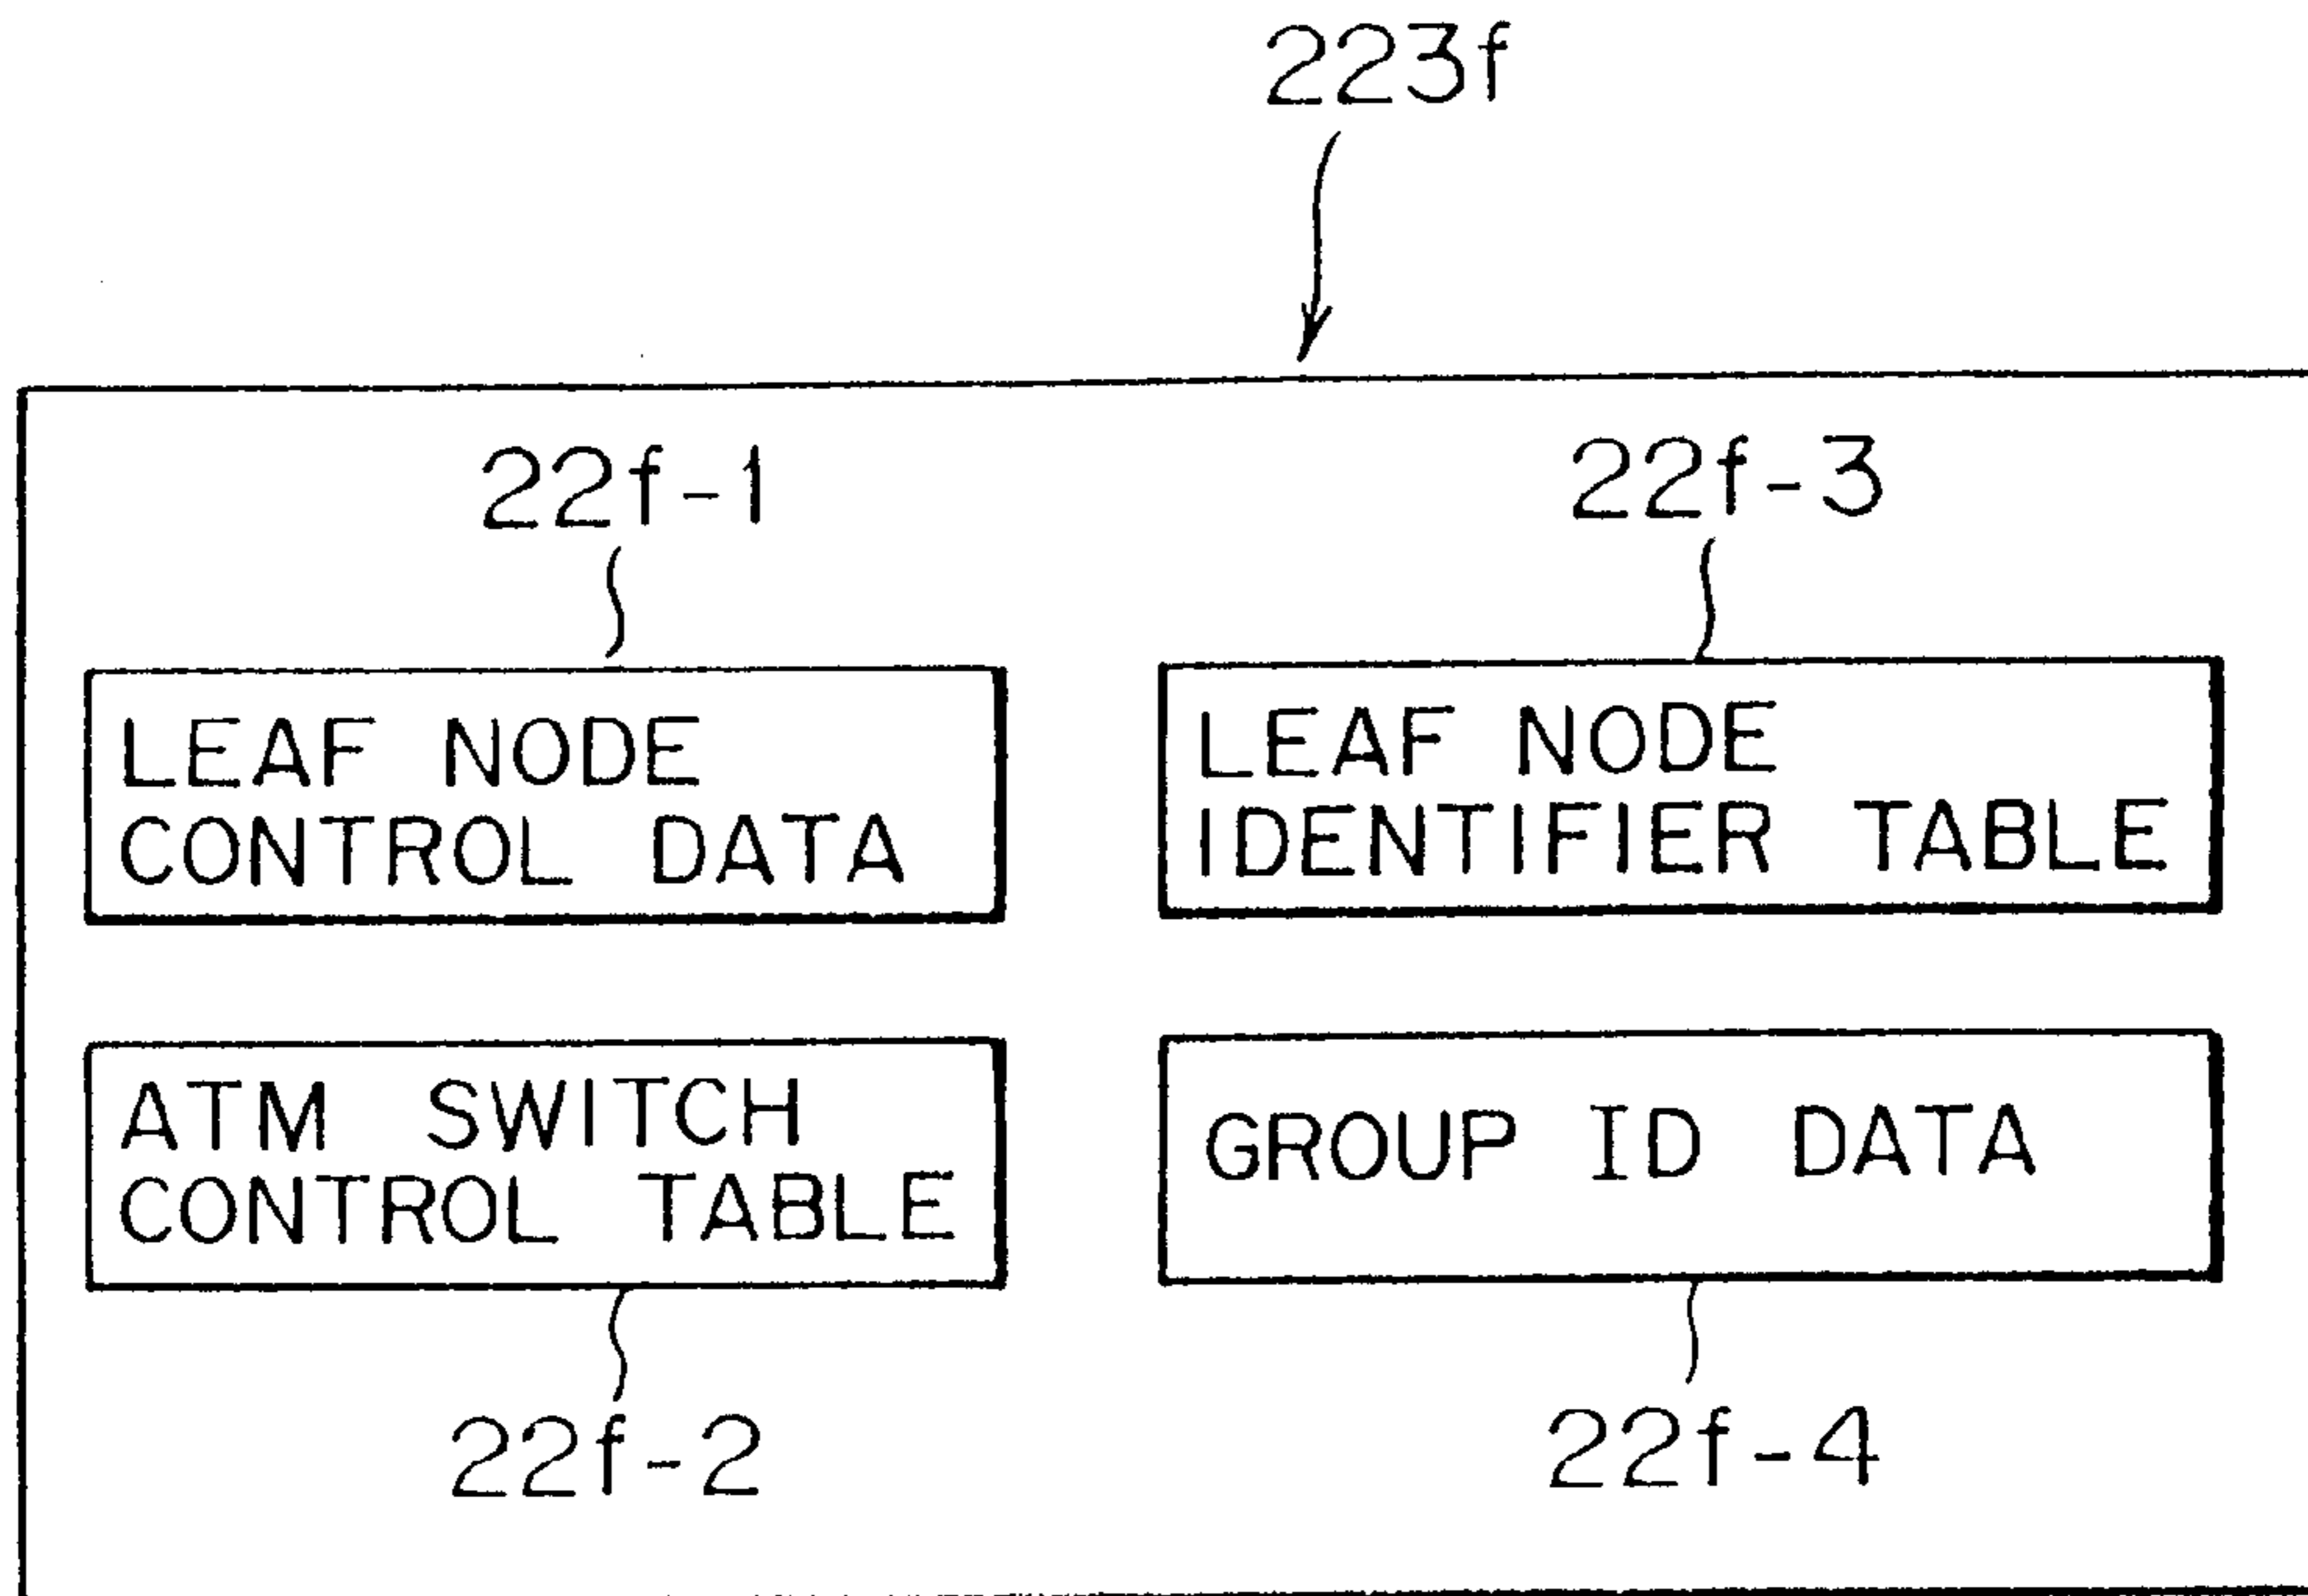 223f
22f-1
22f-3
LEAF NODE
CONTROL DATA
LEAF NODE
IDENTIFIER TABLE
ATM SWITCH
CONTROL TABLE
GROUP ID DATA
22f-2
22f-4